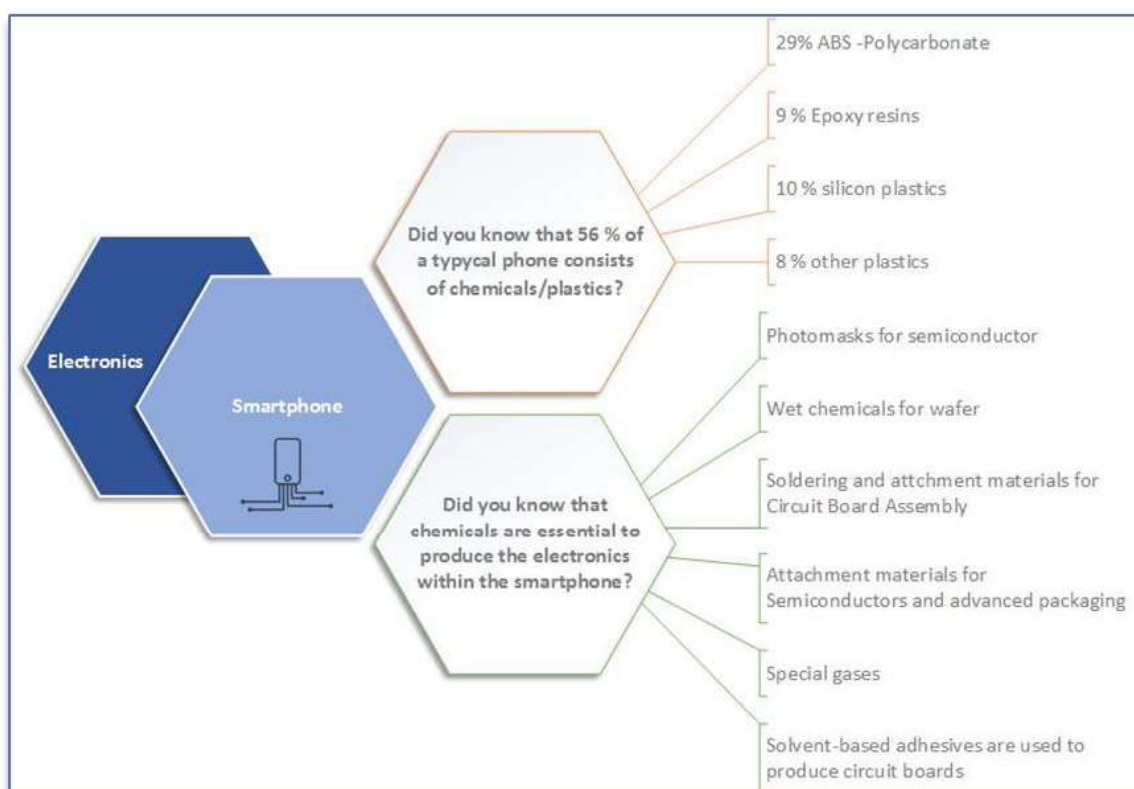 Electronics
Smartphone
Did you know that 56 % of
a typycal phone consists
of chemicals/plastics?
29% ABS -Polycarbonate
9 % Epoxy resins
10 % silicon plastics
8 % other plastics
Did you know that
chemicals are essential to
produce the electronics
within the smartphone?
Photomasks for semiconductor
Wet chemicals for wafer
Soldering and attchment materials for
Circuit Board Assembly
Attachment materials for
Semiconductors and advanced packaging
Special gases
Solvent-based adhesives are used to
produce circuit boards